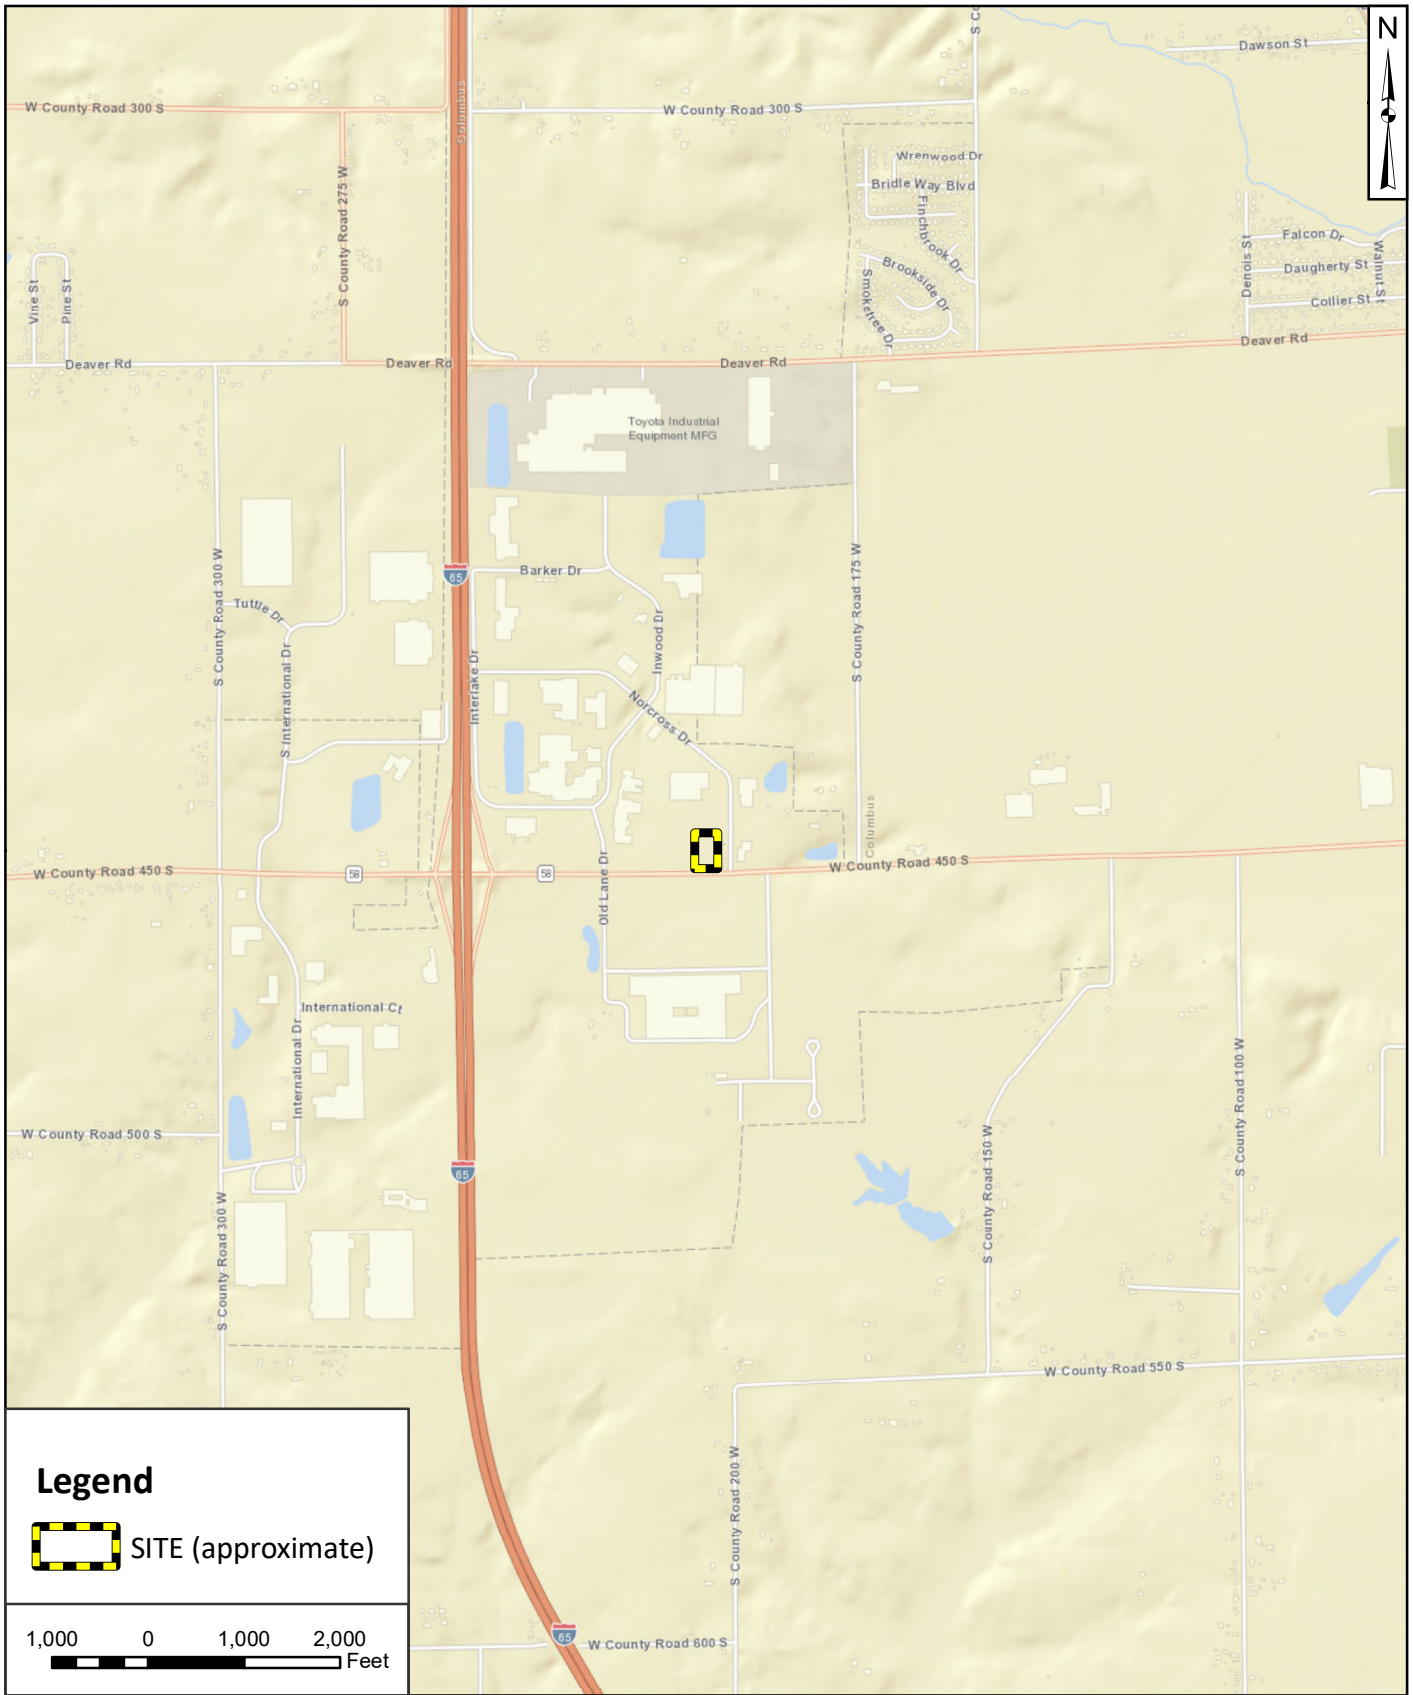 S Co
N
Dawson St
Columbus
W County Road 300 S
W County Road 300 S
Wrenwood Dr
Bridle Way Blvd
S County Road 275 W
Finchbrook Dr
Falcon Dr
Walnut St
Denois St
Daugherty St
Brookside Dr
Smoketree Dr
Collier St
Vine St
Pine St
Deaver Rd
Deaver Rd
Deaver Rd
Deaver Rd
Toyota Industrial
Equipment MFG
65
Barker Dr
S County Road 300 W
S County Road 175 W
Tuttle Dr
Inwood Dr
S International Dr
Interlake Dr
Norcross Dr
Columbus
W County Road 450 S
58
58
Old Lane Dr
W County Road 450 S
International Ct
International Dr
S County Road 100 W
W County Road 500 S
S County Road 150 W
65
S County Road 300 W
W County Road 550 S
S County Road 200 W
Legend
SITE (approximate)
65
W County Road 600 S
1,000 0 1,000 2,000
Feet